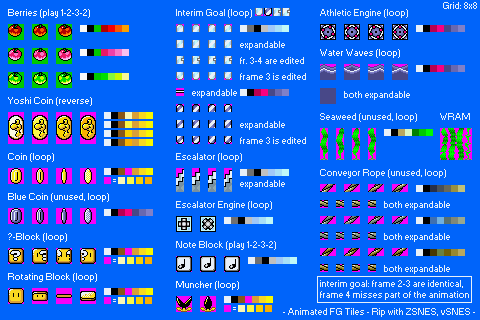 Berries (play 1-2-3-2)
Yoshi Coin (reverse)
Coin (loop)
Blue Coin (unused, loop)
?-Block (loop)
Rotating Block (loop)
Interim Goal (loop)
expandable
fr. 3-4 are edited
frame 3 is edited
expandable
expandable
frame 3 is edited
Escalator (loop)
expandable
Escalator Engine (loop)
Note Block (play 1-2-3-2)
Muncher (loop)
Grid: 8x8
Athletic Engine (loop)
Water Waves (loop)
both expandable
Seaweed (unused, loop)
VRAM
Conveyor Rope (unused, loop)
both expandable
both expandable
both expandable
interim goal: frame 2-3 are identical,
frame 4 misses part of the animation
- Animated FG Tiles - Rip with ZSNES, vSNES -